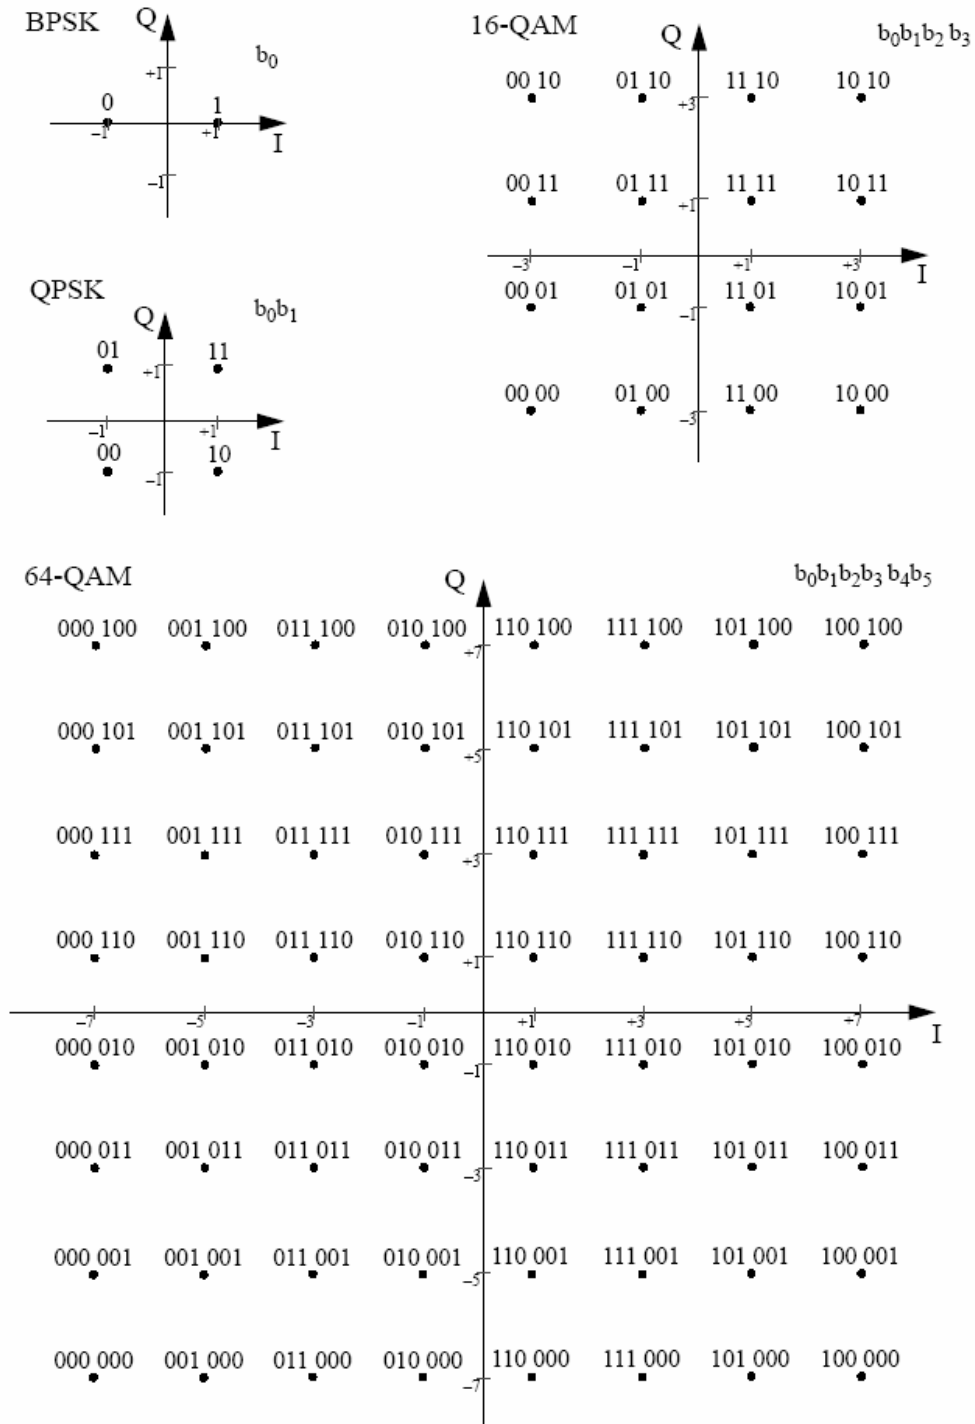 BPSK
Q
b₀
+1
0 1
–1 +1
I
–1
16-QAM
Q
b₀b₁b₂ b₃
00 10 01 10 11 10 10 10
+3
00 11 01 11 11 11 10 11
+1
–3 –1 +1 +3
I
00 01 01 01 11 01 10 01
–1
00 00 01 00 11 00 10 00
–3
QPSK
Q
b₀b₁
01 11
+1
–1 +1
I
00 10
–1
64-QAM
Q
b₀b₁b₂b₃ b₄b₅
000 100 001 100 011 100 010 100 110 100 111 100 101 100 100 100
+7
000 101 001 101 011 101 010 101 110 101 111 101 101 101 100 101
+5
000 111 001 111 011 111 010 111 110 111 111 111 101 111 100 111
+3
000 110 001 110 011 110 010 110 110 110 111 110 101 110 100 110
+1
–7 –5 –3 –1 +1 +3 +5 +7
I
000 010 001 010 011 010 010 010 110 010 111 010 101 010 100 010
–1
000 011 001 011 011 011 010 011 110 011 111 011 101 011 100 011
–3
000 001 001 001 011 001 010 001 110 001 111 001 101 001 100 001
–5
000 000 001 000 011 000 010 000 110 000 111 000 101 000 100 000
–7